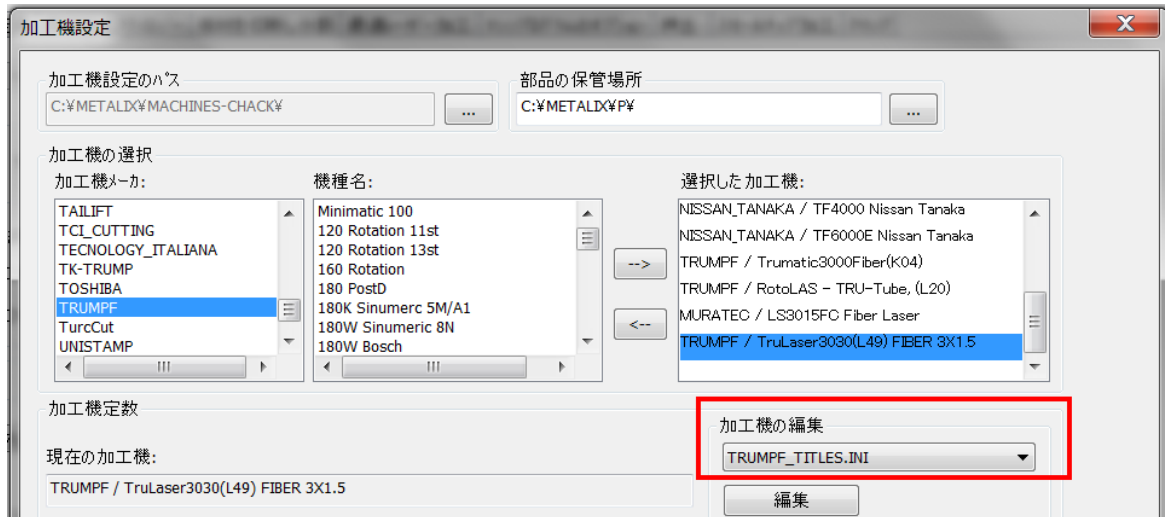 加工機設定
X
加工機設定のパス
C:¥METALIX¥MACHINES-CHACK¥
...
部品の保管場所
C:¥METALIX¥P¥
...
加工機の選択
加工機メーカ:
TAILIFT
TCI_CUTTING
TECNOLOGY_ITALIANA
TK-TRUMP
TOSHIBA
TRUMPF
TurcCut
UNISTAMP
機種名:
Minimatic 100
120 Rotation 11st
120 Rotation 13st
160 Rotation
180 PostD
180K Sinumerc 5M/A1
180W Sinumeric 8N
180W Bosch
-->
<--
選択した加工機:
NISSAN_TANAKA / TF4000 Nissan Tanaka
NISSAN_TANAKA / TF6000E Nissan Tanaka
TRUMPF / Trumatic3000Fiber(K04)
TRUMPF / RotoLAS - TRU-Tube, (L20)
MURATEC / LS3015FC Fiber Laser
TRUMPF / TruLaser3030(L49) FIBER 3X1.5
加工機定数
現在の加工機:
TRUMPF / TruLaser3030(L49) FIBER 3X1.5
加工機の編集
TRUMPF_TITLES.INI
編集